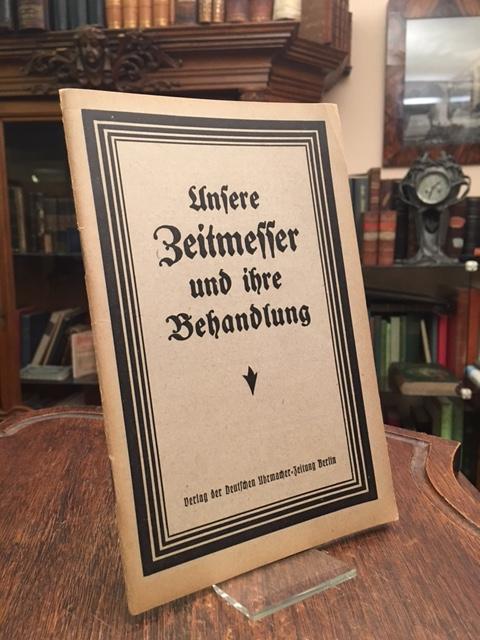 Unsere
Zeitmesser
und ihre
Behandlung
Verlag der Deutschen Uhrmacher-Zeitung Berlin